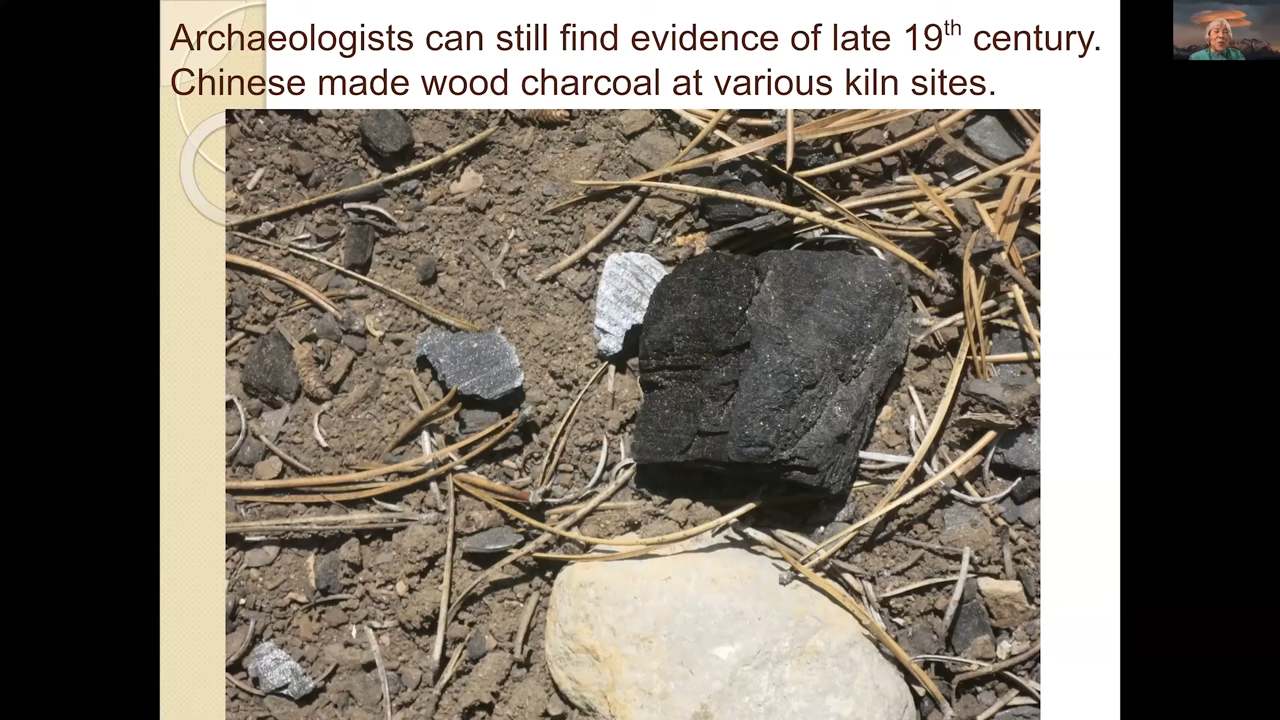 Archaeologists can still find evidence of late 19th century.
Chinese made wood charcoal at various kiln sites.